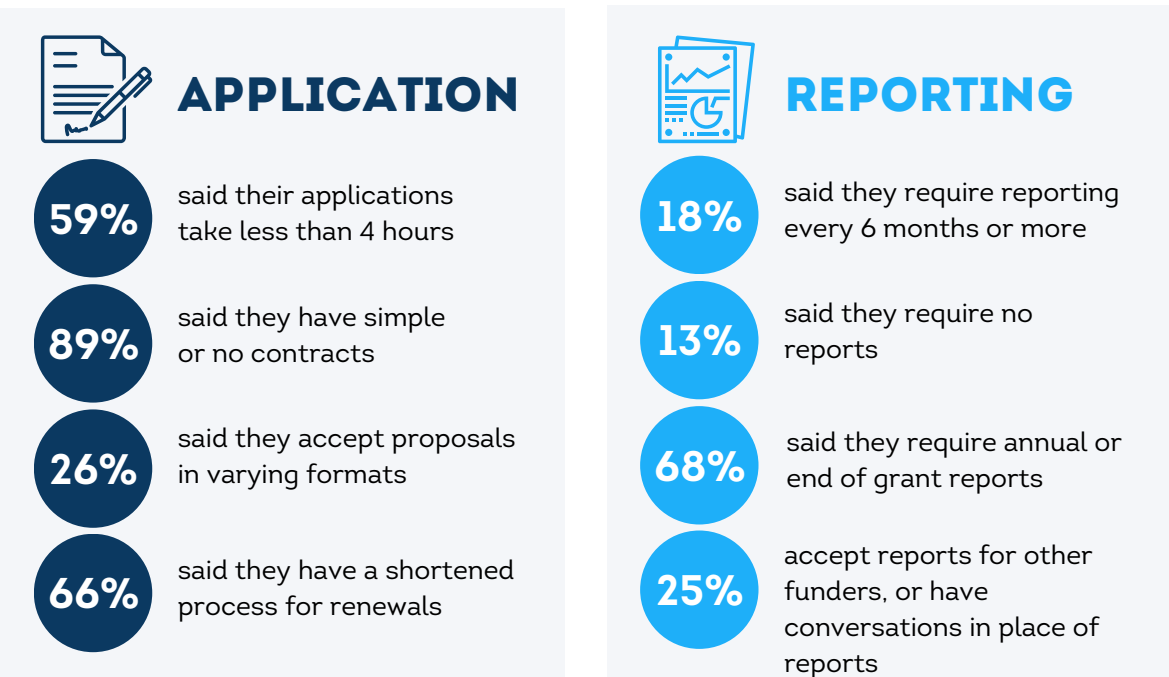 APPLICATION
59%
said their applications
take less than 4 hours
89%
said they have simple
or no contracts
26%
said they accept proposals
in varying formats
66%
said they have a shortened
process for renewals
REPORTING
18%
said they require reporting
every 6 months or more
13%
said they require no
reports
68%
said they require annual or
end of grant reports
25%
accept reports for other
funders, or have
conversations in place of
reports